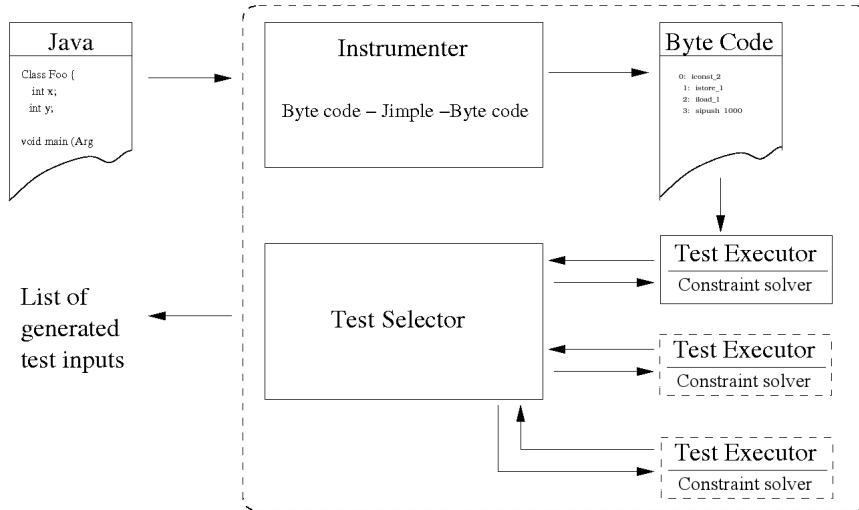 Java
Class Foo {
int x;
int y;
void main (Arg
Instrumenter
Byte code – Jimple –Byte code
Byte Code
0: iconst_2
1: istore_1
2: iload_1
3: sipush 1000
Test Executor
Constraint solver
Test Selector
List of
generated
test inputs
Test Executor
Constraint solver
Test Executor
Constraint solver